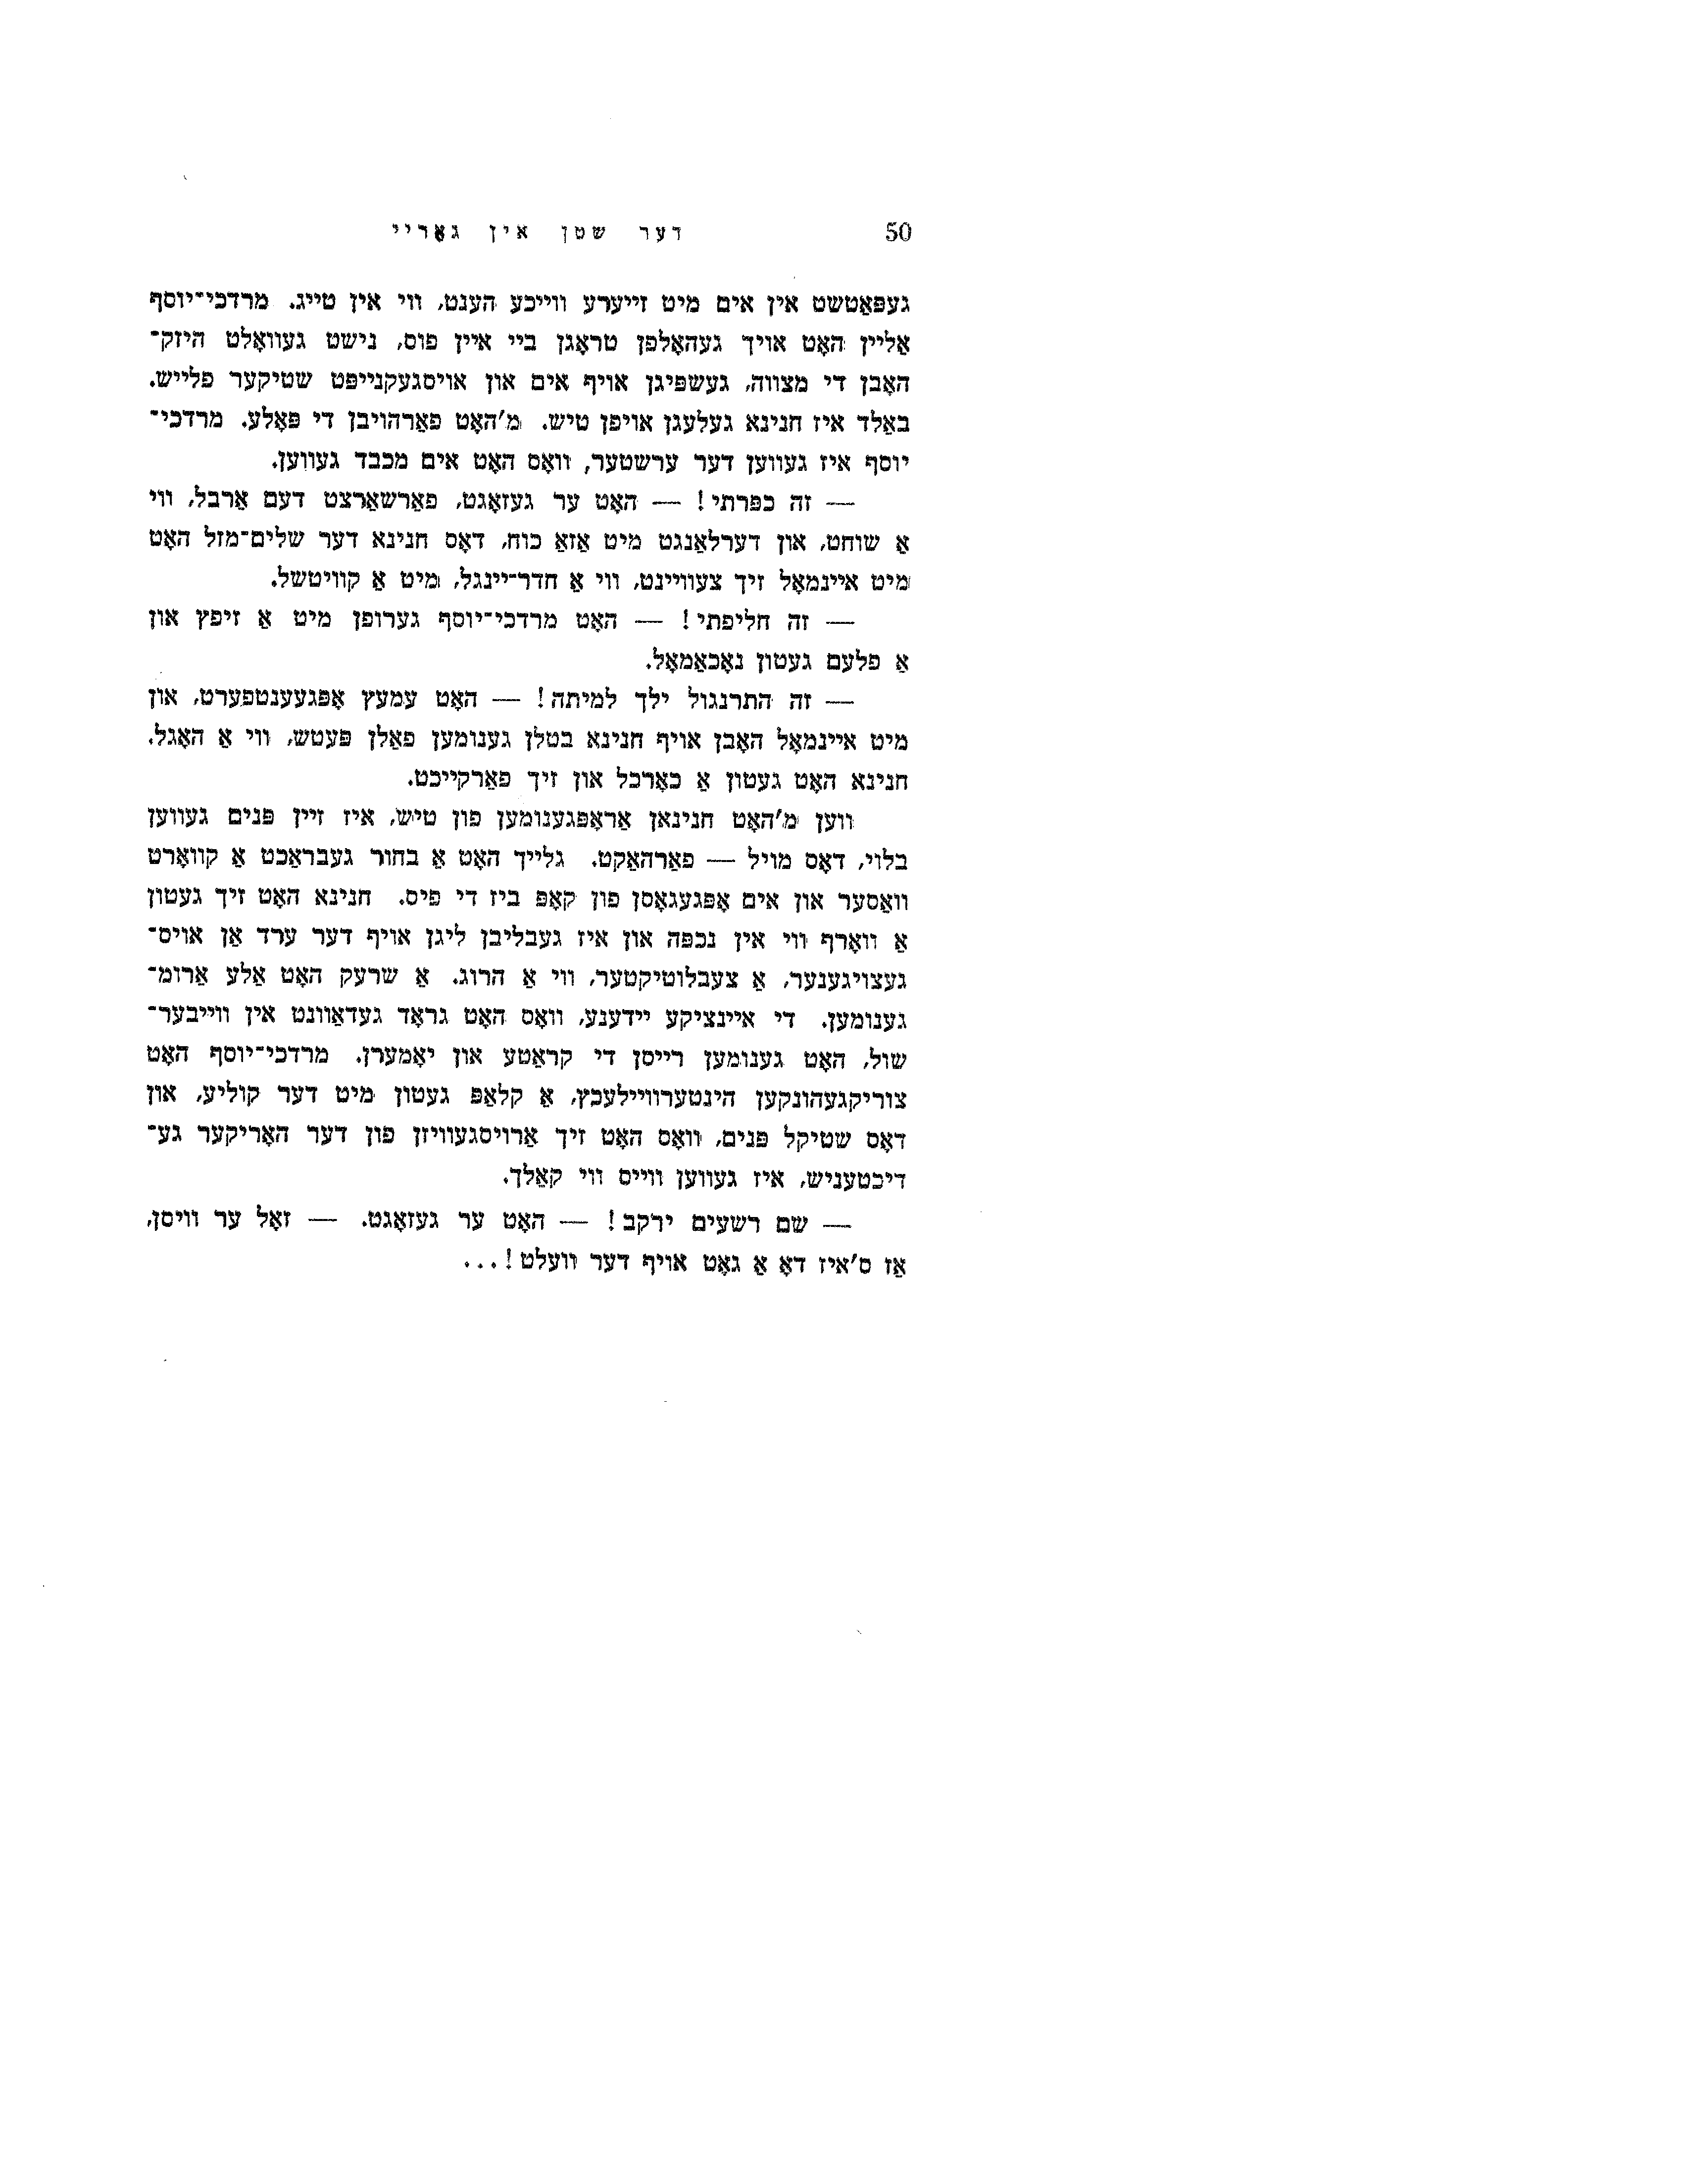 50 דער שטן אין גאָריי
געפּאַטשט אין אים מיט זייערע ווייכע הענט, ווי אין טייג. מרדכי־יוסף
אַליין האָט אויך געהאָלפן טראָגן ביי איין פוס, נישט געוואָלט היזק־
האָבן די מצווה, געשפּיגן אויף אים און אויסגעקנייפּט שטיקער פלייש.
באַלד איז חנינא געלעגן אויפן טיש. מ'האָט פאַרהויבן די פּאָלע. מרדכי־
יוסף איז געווען דער ערשטער, וואָס האָט אים מכבד געווען.
— זה כפּרתי! — האָט ער געזאָגט, פאַרשאַרצט דעם אַרבל, ווי
אַ שוחט, און דערלאַנגט מיט אַזאַ כוח, דאָס חנינא דער שלים־מזל האָט
מיט איינמאָל זיך צעוויינט, ווי אַ חדר־יינגל, מיט אַ קוויטשל.
— זה חליפתי! — האָט מרדכי־יוסף גערופן מיט אַ זיפץ און
אַ פלעם געטון נאָכאַמאָל.
— זה התרנגול ילך למיתה! — האָט עמעץ אָפּגעענטפערט, און
מיט איינמאָל האָבן אויף חנינא בטלן גענומען פאַלן פּעטש, ווי אַ האָגל.
חנינא האָט געטון אַ כאָרכל און זיך פאַרקייכט.
ווען מ'האָט חנינאן אַראָפּגענומען פון טיש, איז זיין פּנים געווען
בלוי, דאָס מויל — פאַרהאַקט. גלייך האָט אַ בחור געבראַכט אַ קוואָרט
וואַסער און אים אָפּגעגאָסן פון קאָפּ ביז די פיס. חנינא האָט זיך געטון
אַ וואָרף ווי אין נכפּה און איז געבליבן ליגן אויף דער ערד אַן אויס־
געצויגענער, אַ צעבלוטיקטער, ווי אַ הרוג. אַ שרעק האָט אַלע אַרומ־
גענומען. די איינציקע יידענע, וואָס האָט גראָד געדאַוונט אין ווייבער־
שול, האָט גענומען רייסן די קראַטע און יאָמערן. מרדכי־יוסף האָט
צוריקגעהונקען הינטערווײלעכץ, אַ קלאַפּ געטון מיט דער קוליע, און
דאָס שטיקל פּנים, וואָס האָט זיך אַרויסגעוויזן פון דער האָריקער גע־
דיכטעניש, איז געווען ווייס ווי קאַלך.
— שם רשעים ירקב! — האָט ער געזאָגט. — זאָל ער וויסן,
אַז ס'איז דאָ אַ גאָט אויף דער וועלט!...